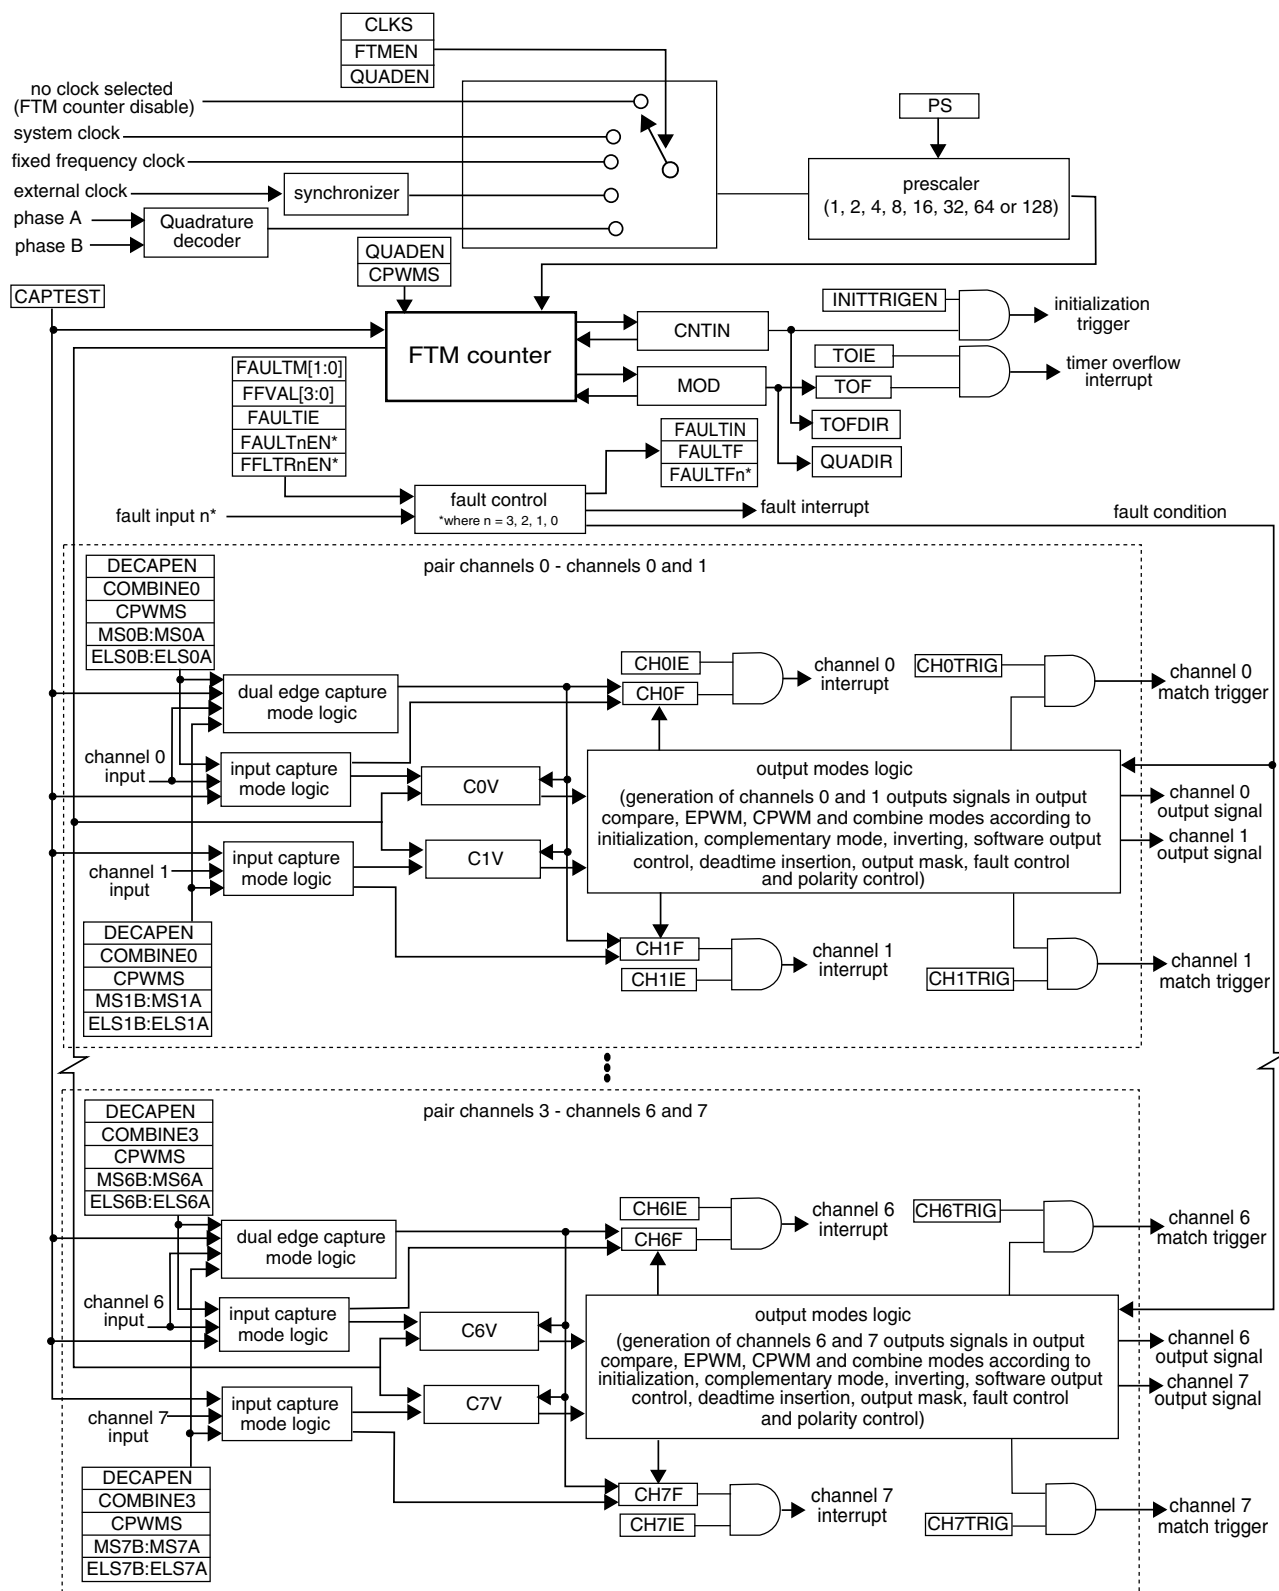 CLKS
FTMEN
QUADEN
no clock selected
(FTM counter disable)
system clock
fixed frequency clock
external clock
synchronizer
phase A
phase B
Quadrature
decoder
PS
prescaler
(1, 2, 4, 8, 16, 32, 64 or 128)
QUADEN
CPWMS
CAPTEST
FTM counter
CNTIN
MOD
INITTRIGEN
initialization
trigger
TOIE
TOF
timer overflow
interrupt
TOFDIR
QUADIR
FAULTM[1:0]
FFVAL[3:0]
FAULTIE
FAULTnEN*
FFLTRnEN*
FAULTIN
FAULTF
FAULTFn*
fault input n*
fault control
*where n = 3, 2, 1, 0
fault interrupt
fault condition
pair channels 0 - channels 0 and 1
DECAPEN
COMBINE0
CPWMS
MS0B:MS0A
ELS0B:ELS0A
dual edge capture
mode logic
CH0IE
CH0F
channel 0
interrupt
CH0TRIG
channel 0
match trigger
channel 0
input
input capture
mode logic
C0V
output modes logic
(generation of channels 0 and 1 outputs signals in output
compare, EPWM, CPWM and combine modes according to
initialization, complementary mode, inverting, software output
control, deadtime insertion, output mask, fault control
and polarity control)
channel 0
output signal
channel 1
output signal
channel 1
input
input capture
mode logic
C1V
DECAPEN
COMBINE0
CPWMS
MS1B:MS1A
ELS1B:ELS1A
CH1F
CH1IE
channel 1
interrupt
CH1TRIG
channel 1
match trigger
pair channels 3 - channels 6 and 7
DECAPEN
COMBINE3
CPWMS
MS6B:MS6A
ELS6B:ELS6A
dual edge capture
mode logic
CH6IE
CH6F
channel 6
interrupt
CH6TRIG
channel 6
match trigger
channel 6
input
input capture
mode logic
C6V
output modes logic
(generation of channels 6 and 7 outputs signals in output
compare, EPWM, CPWM and combine modes according to
initialization, complementary mode, inverting, software output
control, deadtime insertion, output mask, fault control
and polarity control)
channel 6
output signal
channel 7
output signal
channel 7
input
input capture
mode logic
C7V
DECAPEN
COMBINE3
CPWMS
MS7B:MS7A
ELS7B:ELS7A
CH7F
CH7IE
channel 7
interrupt
CH7TRIG
channel 7
match trigger